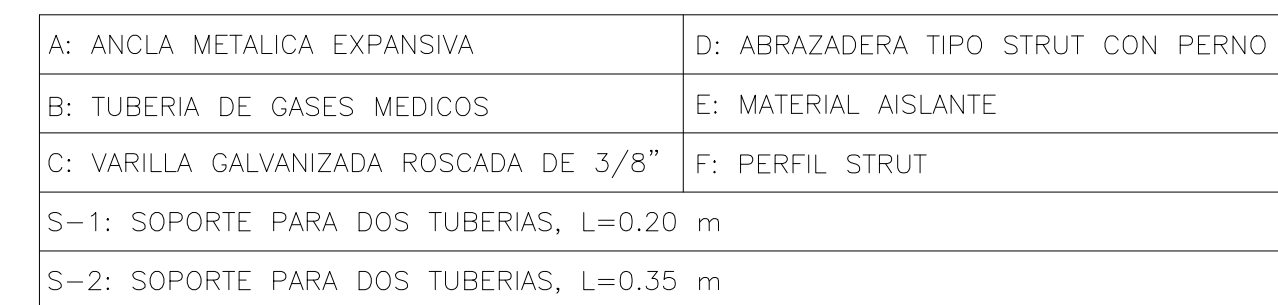 A: ANCLA METALICA EXPANSIVA
D: ABRAZADERA TIPO STRUT CON PERNO
B: TUBERIA DE GASES MEDICOS
E: MATERIAL AISLANTE
C: VARILLA GALVANIZADA ROSCADA DE 3/8"
F: PERFIL STRUT
S-1: SOPORTE PARA DOS TUBERIAS, L=0.20 m
S-2: SOPORTE PARA DOS TUBERIAS, L=0.35 m